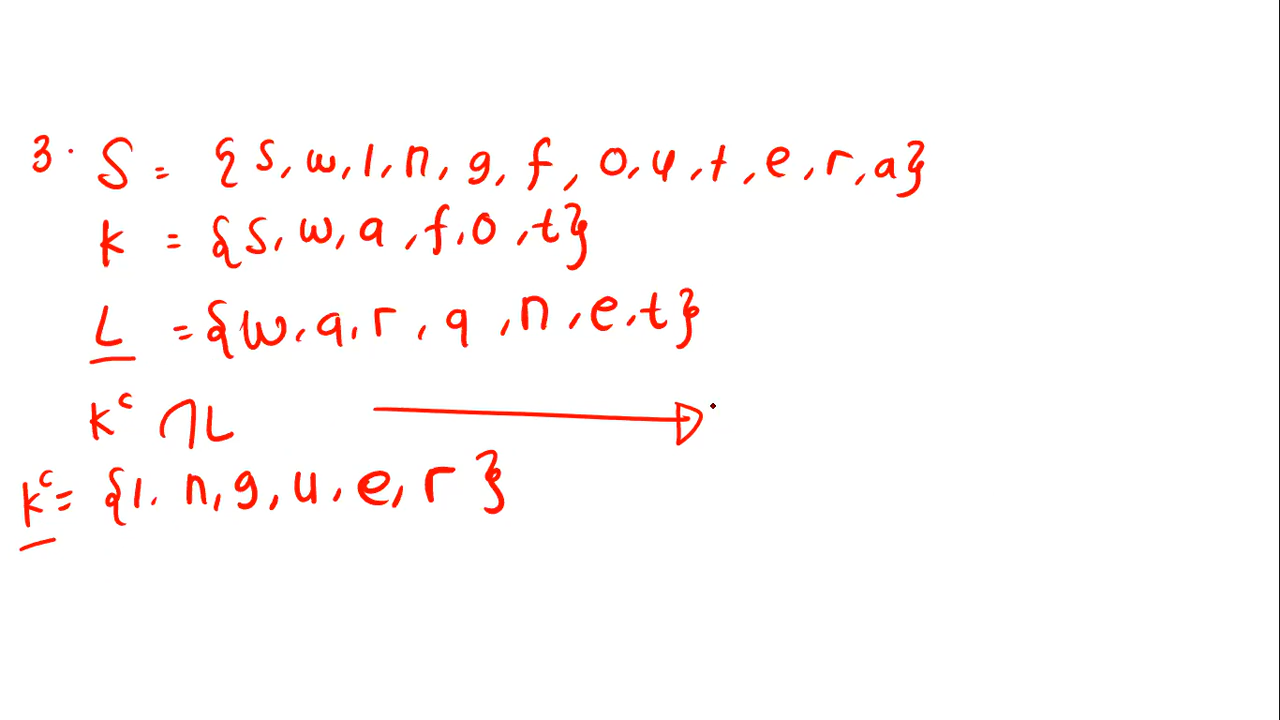 3. S = {s, w, i, n, g, f, o, u, t, e, r, a}
K = {s, w, a, f, o, t}
L = {w, a, r, q, n, e, t}
K^c ∩ L
K^c = {i, n, g, u, e, r}